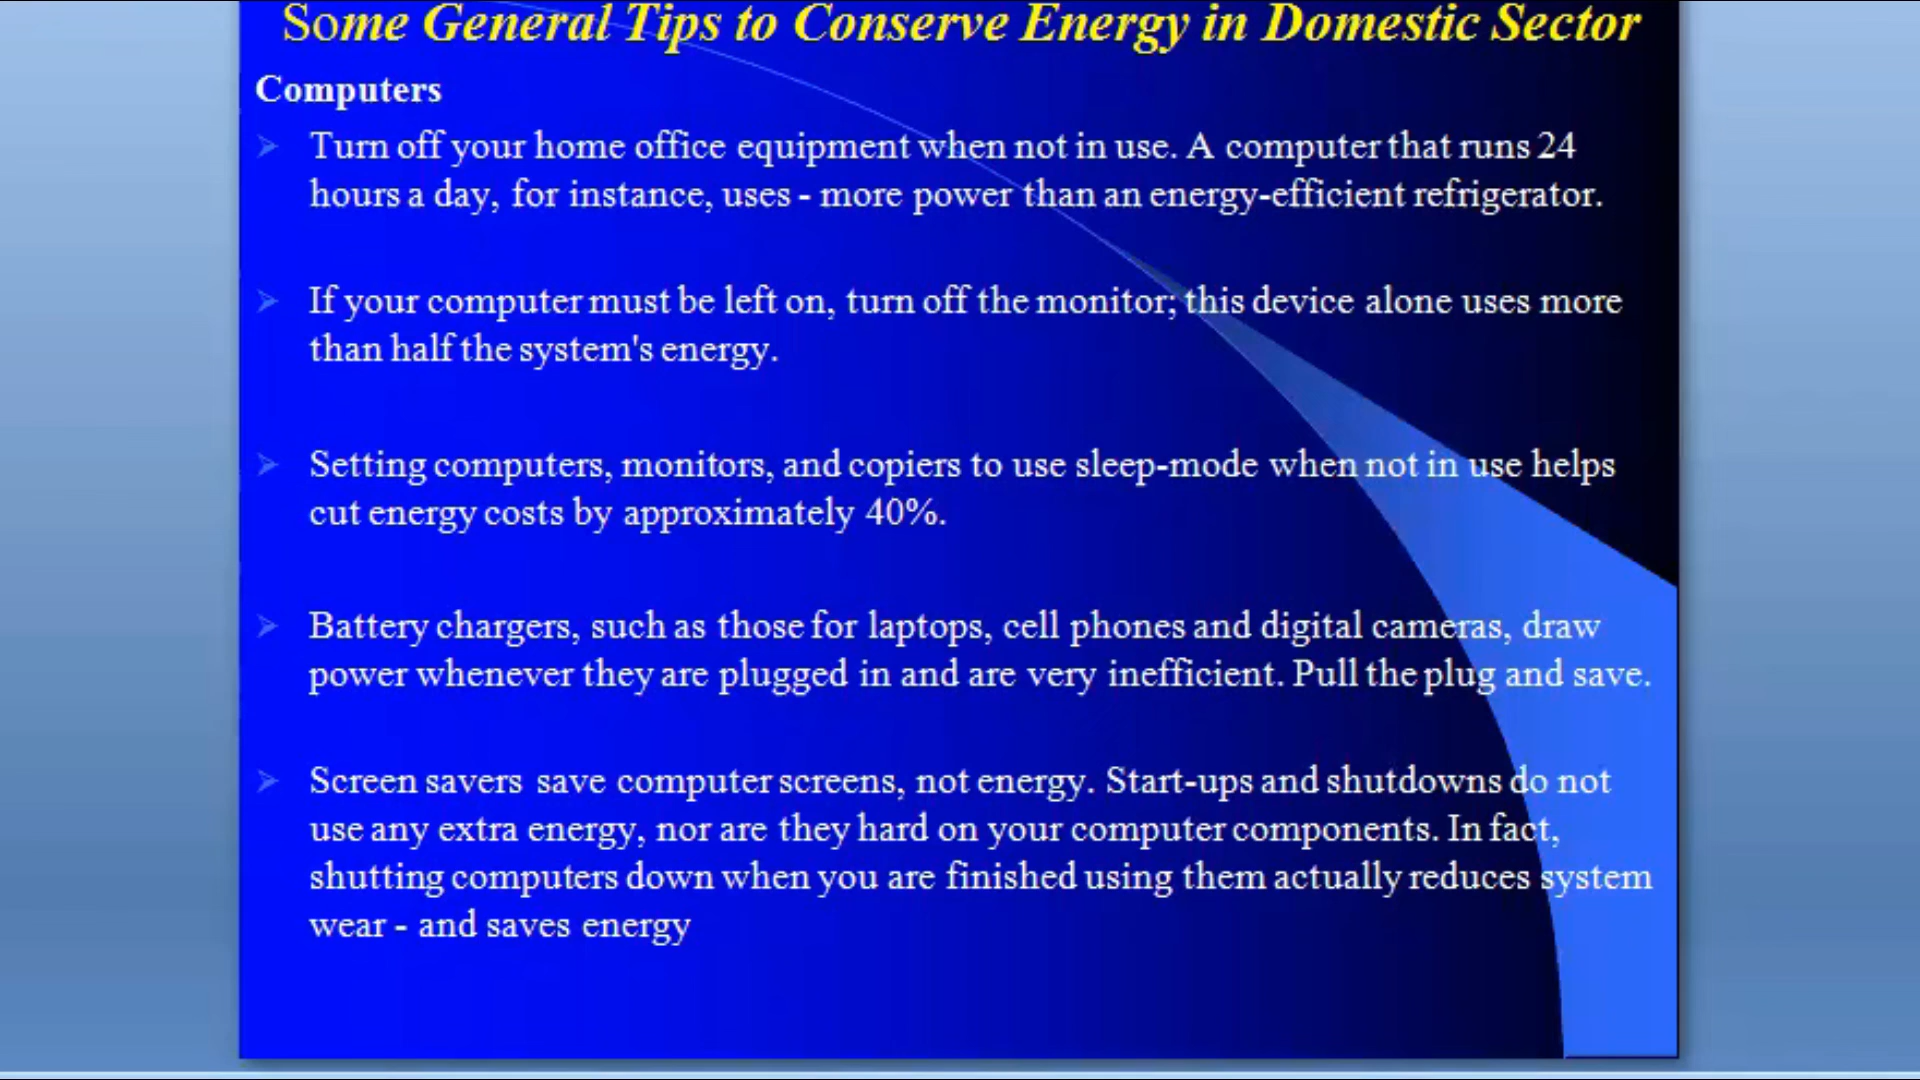 Some General Tips to Conserve Energy in Domestic Sector
Computers
Turn off your home office equipment when not in use. A computer that runs 24
hours a day, for instance, uses - more power than an energy-efficient refrigerator.
If your computer must be left on, turn off the monitor; this device alone uses more
than half the system's energy.
Setting computers, monitors, and copiers to use sleep-mode when not in use helps
cut energy costs by approximately 40%.
Battery chargers, such as those for laptops, cell phones and digital cameras, draw
power whenever they are plugged in and are very inefficient. Pull the plug and save.
Screen savers save computer screens, not energy. Start-ups and shutdowns do not
use any extra energy, nor are they hard on your computer components. In fact,
shutting computers down when you are finished using them actually reduces system
wear - and saves energy